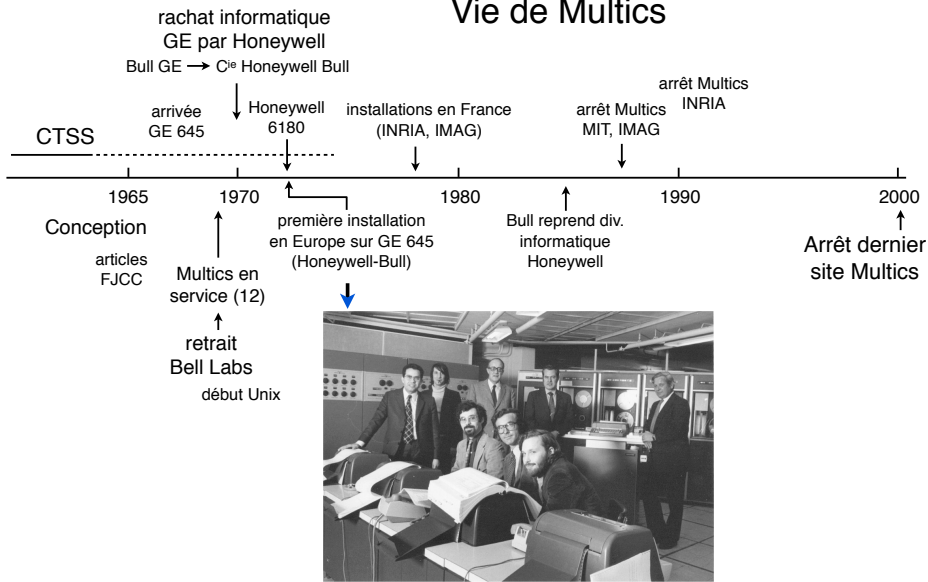 Vie de Multics
rachat informatique
GE par Honeywell
Bull GE → Cie Honeywell Bull
arrivée
GE 645
Honeywell
6180
installations en France
(INRIA, IMAG)
arrêt Multics
MIT, IMAG
arrêt Multics
INRIA
CTSS
1965
1970
1980
1990
2000
Conception
articles
FJCC
Multics en
service (12)
retrait
Bell Labs
début Unix
première installation
en Europe sur GE 645
(Honeywell-Bull)
Bull reprend div.
informatique
Honeywell
Arrêt dernier
site Multics